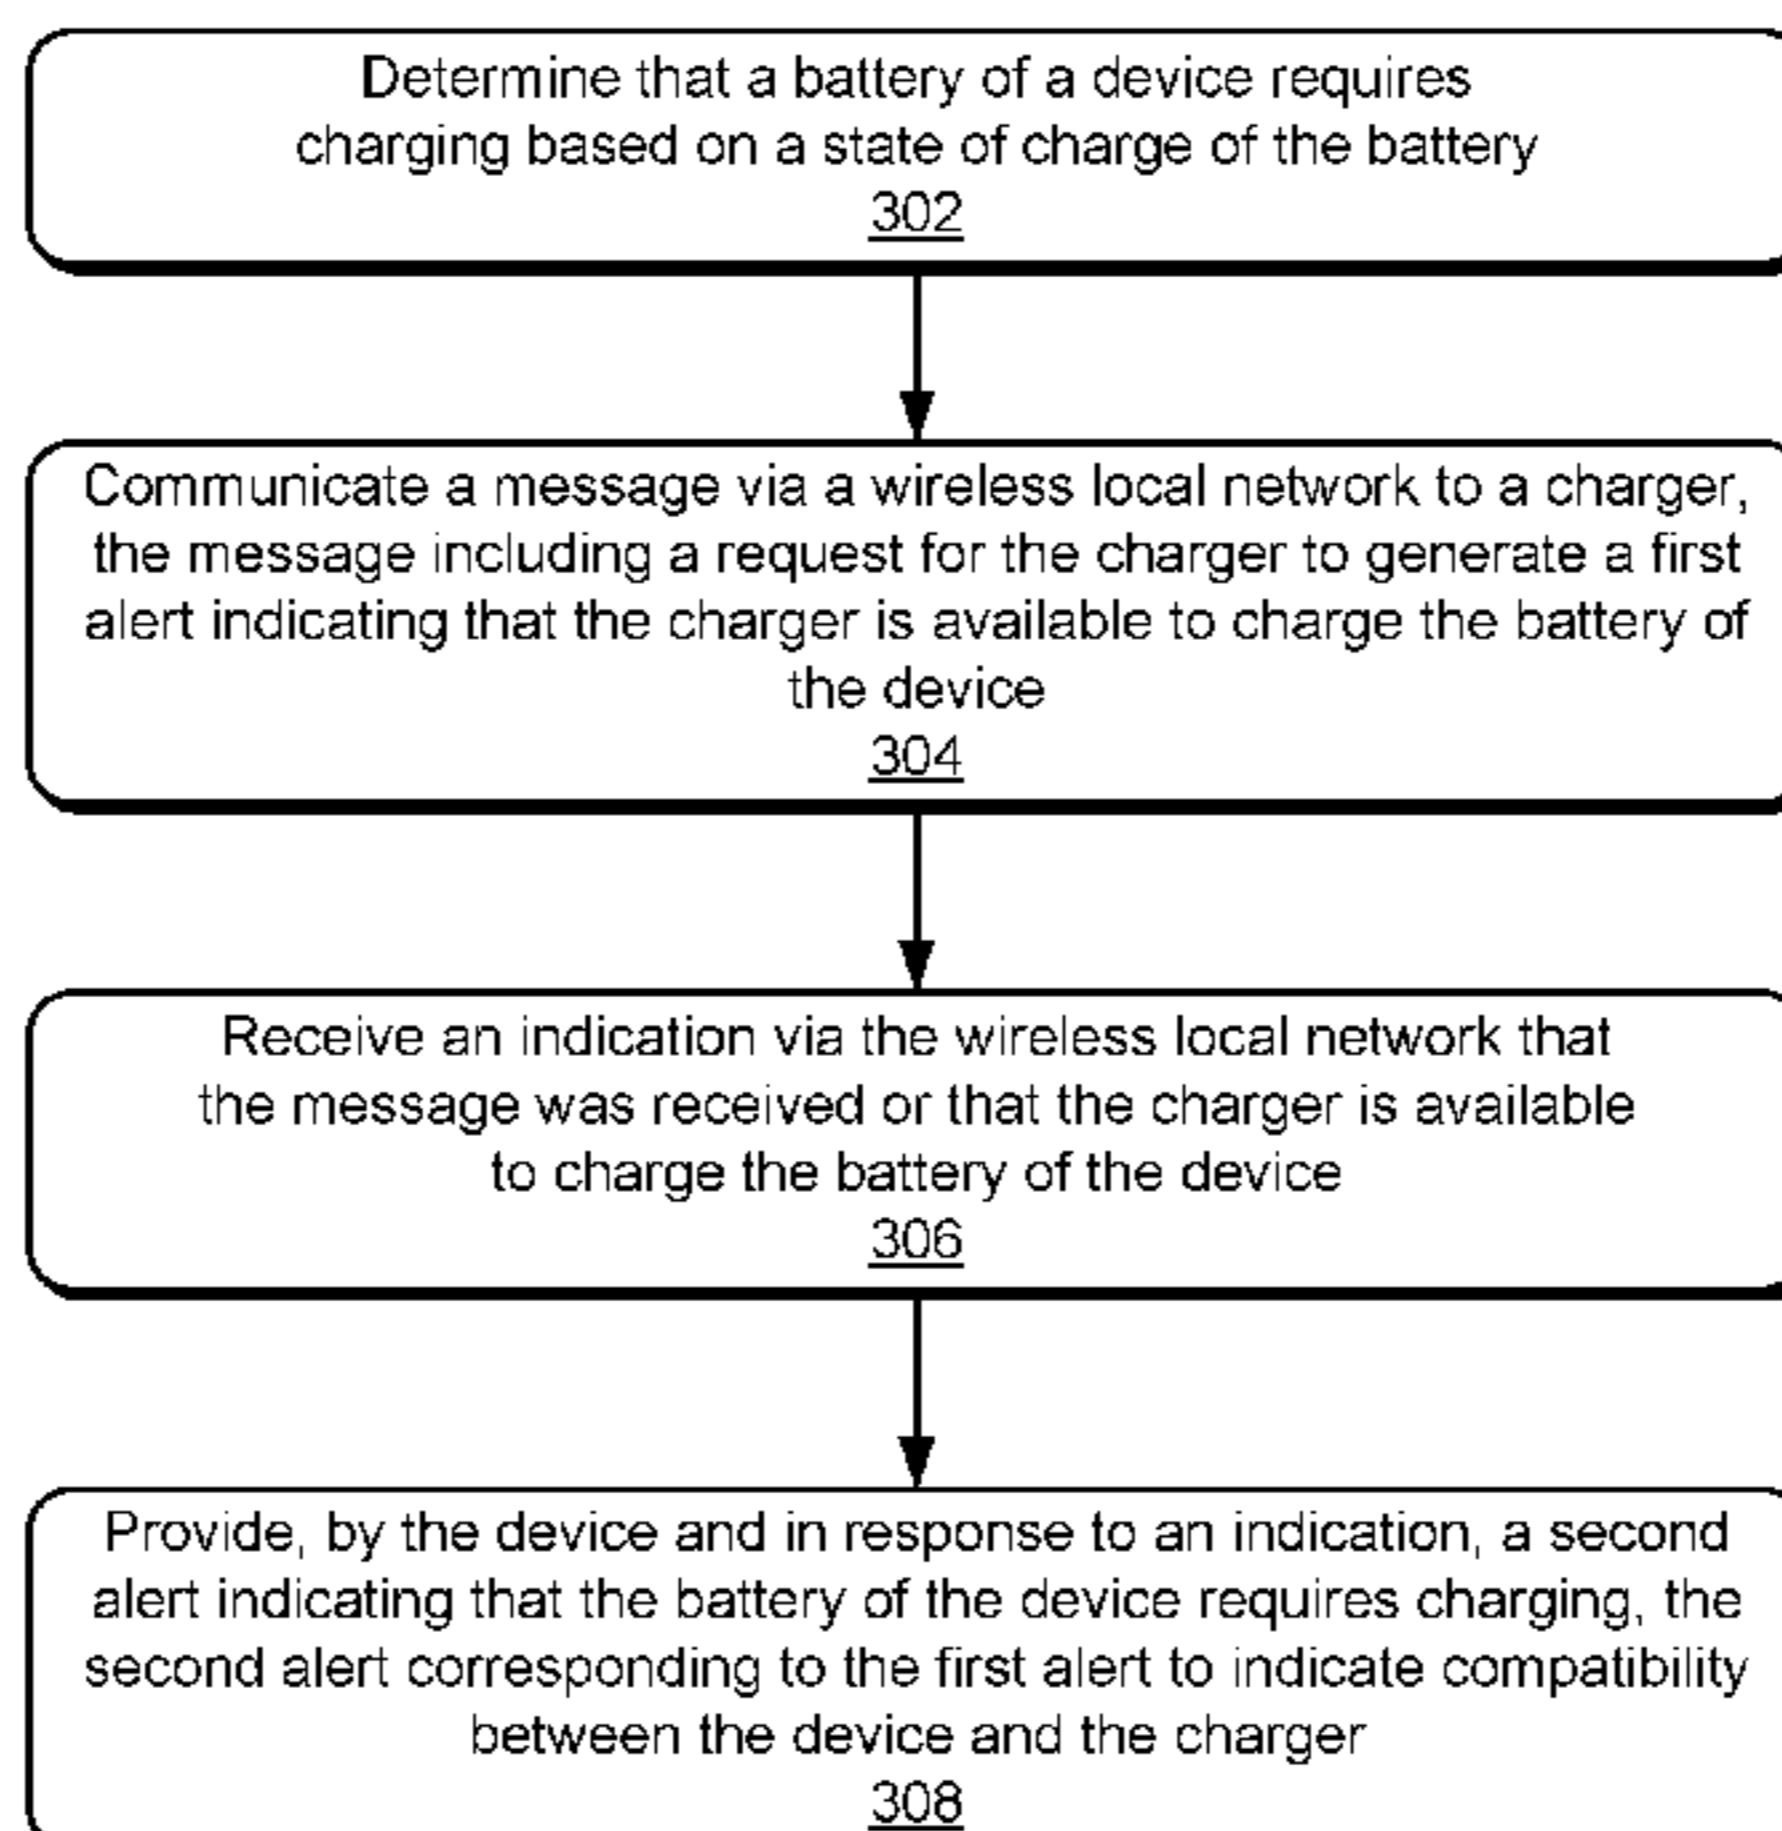 Determine that a battery of a device requires
charging based on a state of charge of the battery
302
Communicate a message via a wireless local network to a charger,
the message including a request for the charger to generate a first
alert indicating that the charger is available to charge the battery of
the device
304
Receive an indication via the wireless local network that
the message was received or that the charger is available
to charge the battery of the device
306
Provide, by the device and in response to an indication, a second
alert indicating that the battery of the device requires charging, the
second alert corresponding to the first alert to indicate compatibility
between the device and the charger
308